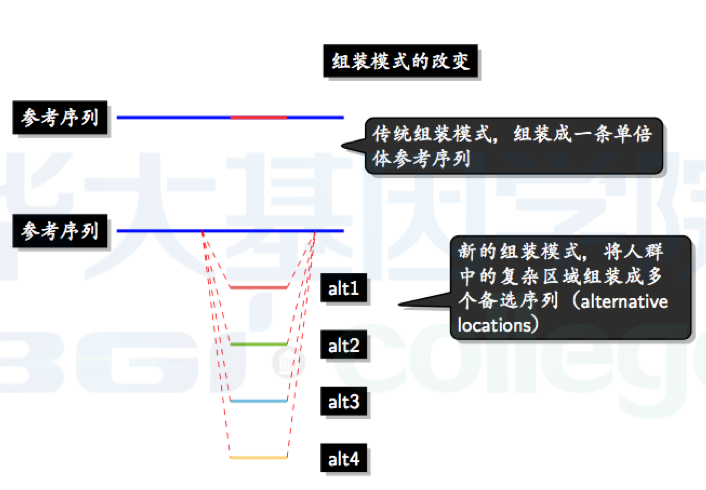 组装模式的改变
参考序列
传统组装模式，组装成一条单倍
体参考序列
参考序列
新的组装模式，将人群
中的复杂区域组装成多
个备选序列（alternative
locations）
alt1
alt2
alt3
alt4
华大基因学院
BGI college